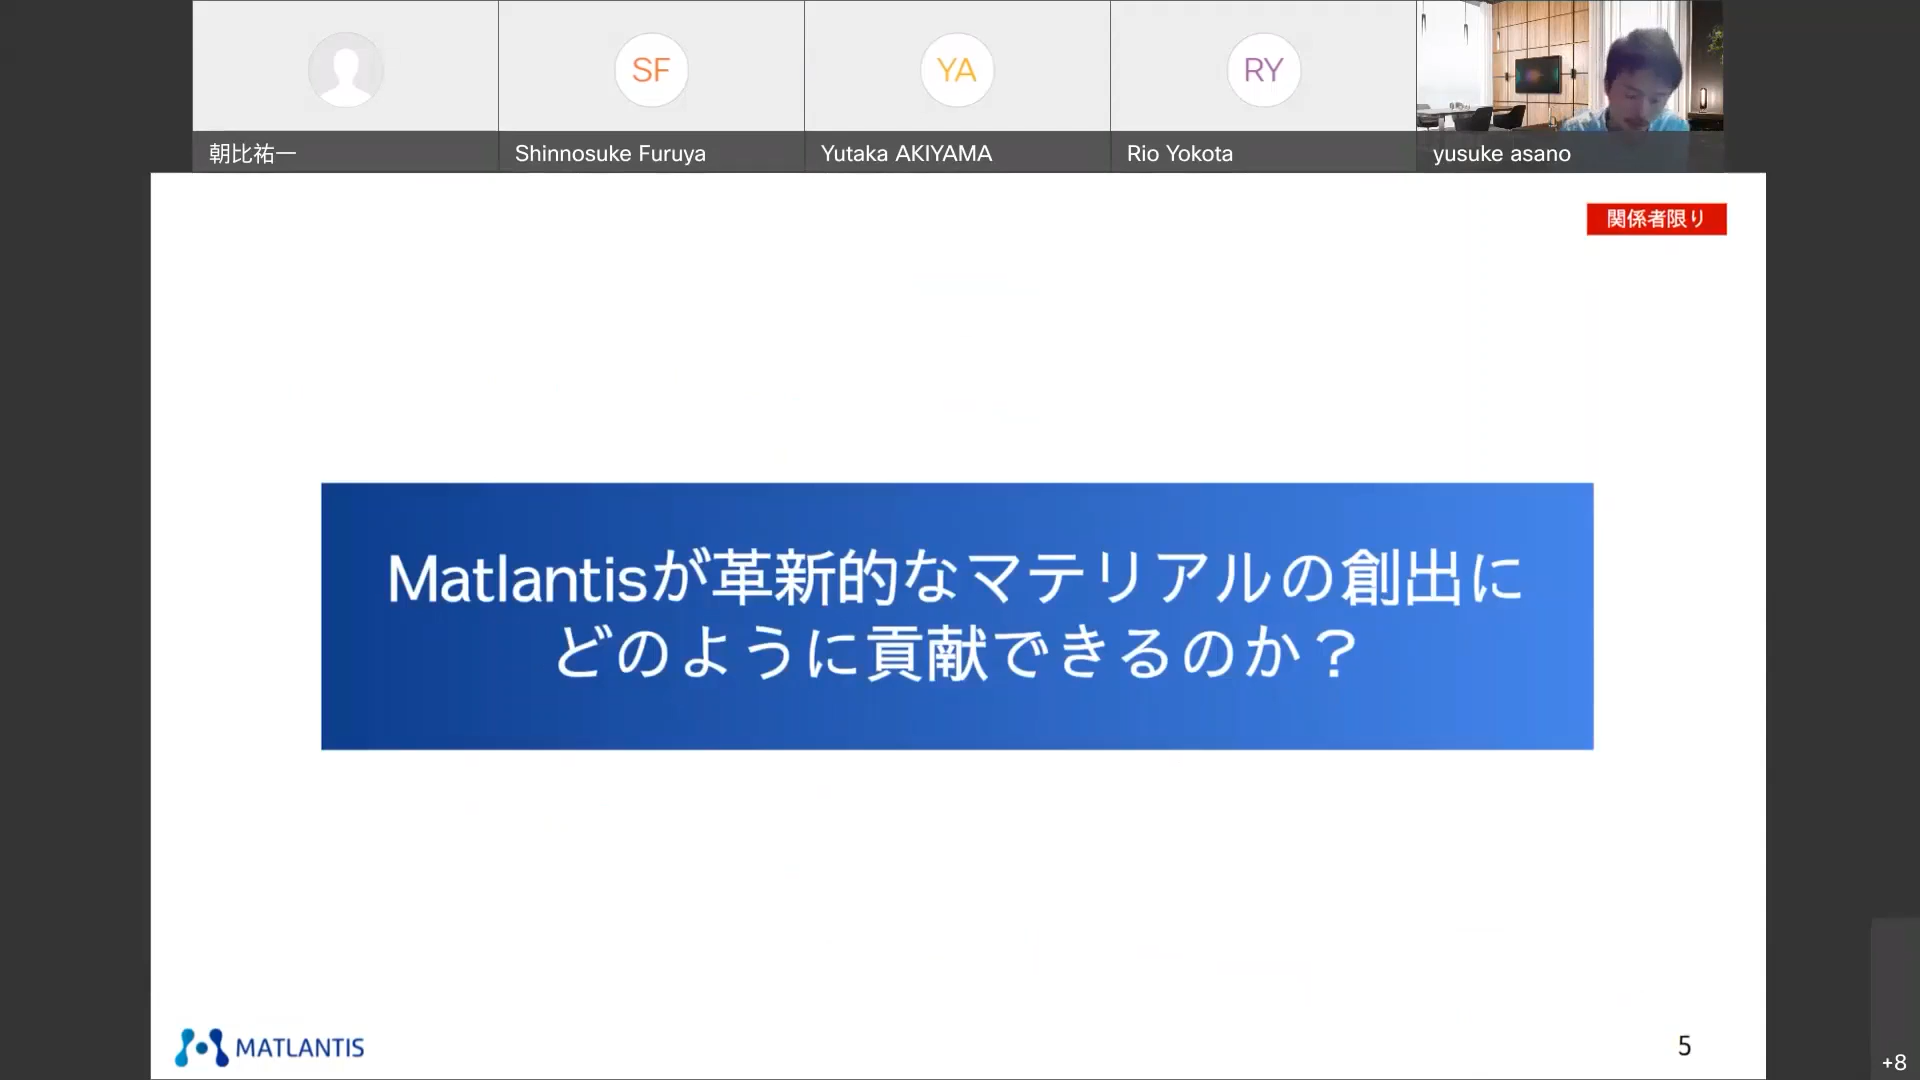 SF
YA
RY
朝比祐一
Shinnosuke Furuya
Yutaka AKIYAMA
Rio Yokota
yusuke asano
関係者限り
Matlantisが革新的なマテリアルの創出に
どのように貢献できるのか？
MATLANTIS
5
+8